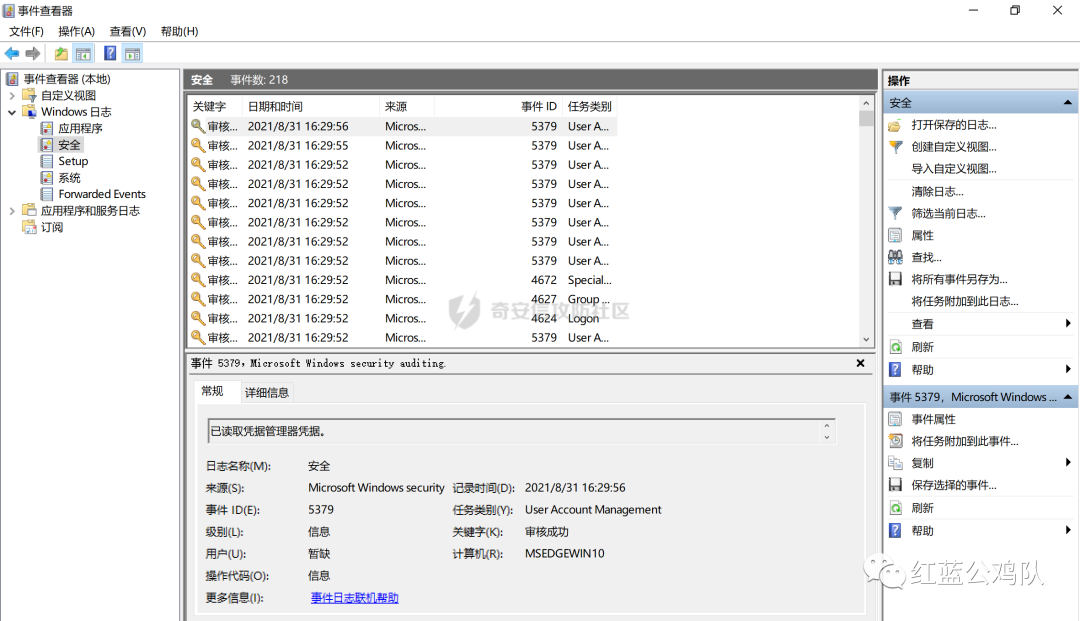 事件查看器
文件(F) 操作(A) 查看(V) 帮助(H)
事件查看器 (本地)
自定义视图
Windows 日志
应用程序
安全
Setup
系统
Forwarded Events
应用程序和服务日志
订阅
安全 事件数: 218
关键字 日期和时间 来源 事件 ID 任务类别
审核... 2021/8/31 16:29:56 Micros... 5379 User A...
审核... 2021/8/31 16:29:55 Micros... 5379 User A...
审核... 2021/8/31 16:29:52 Micros... 5379 User A...
审核... 2021/8/31 16:29:52 Micros... 5379 User A...
审核... 2021/8/31 16:29:52 Micros... 5379 User A...
审核... 2021/8/31 16:29:52 Micros... 5379 User A...
审核... 2021/8/31 16:29:52 Micros... 5379 User A...
审核... 2021/8/31 16:29:52 Micros... 5379 User A...
审核... 2021/8/31 16:29:52 Micros... 4672 Special...
审核... 2021/8/31 16:29:52 Micros... 4627 Group ...
审核... 2021/8/31 16:29:52 Micros... 4624 Logon
审核... 2021/8/31 16:29:52 Micros... 5379 User A...
奇安信攻防社区
事件 5379，Microsoft Windows security auditing.
常规 详细信息
已读取凭据管理器凭据。
日志名称(M): 安全
来源(S): Microsoft Windows security 记录时间(D): 2021/8/31 16:29:56
事件 ID(E): 5379 任务类别(Y): User Account Management
级别(L): 信息 关键字(K): 审核成功
用户(U): 暂缺 计算机(R): MSEDGEWIN10
操作代码(O): 信息
更多信息(I): 事件日志联机帮助
操作
安全
打开保存的日志...
创建自定义视图...
导入自定义视图...
清除日志...
筛选当前日志...
属性
查找...
将所有事件另存为...
将任务附加到此日志...
查看
刷新
帮助
事件 5379，Microsoft Windows ...
事件属性
将任务附加到此事件...
复制
保存选择的事件...
刷新
帮助
红蓝公鸡队